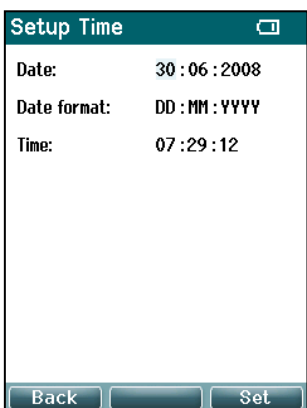 Setup Time
Date: 30 : 06 : 2008
Date format: DD : MM : YYYY
Time: 07 : 29 : 12
Back Set